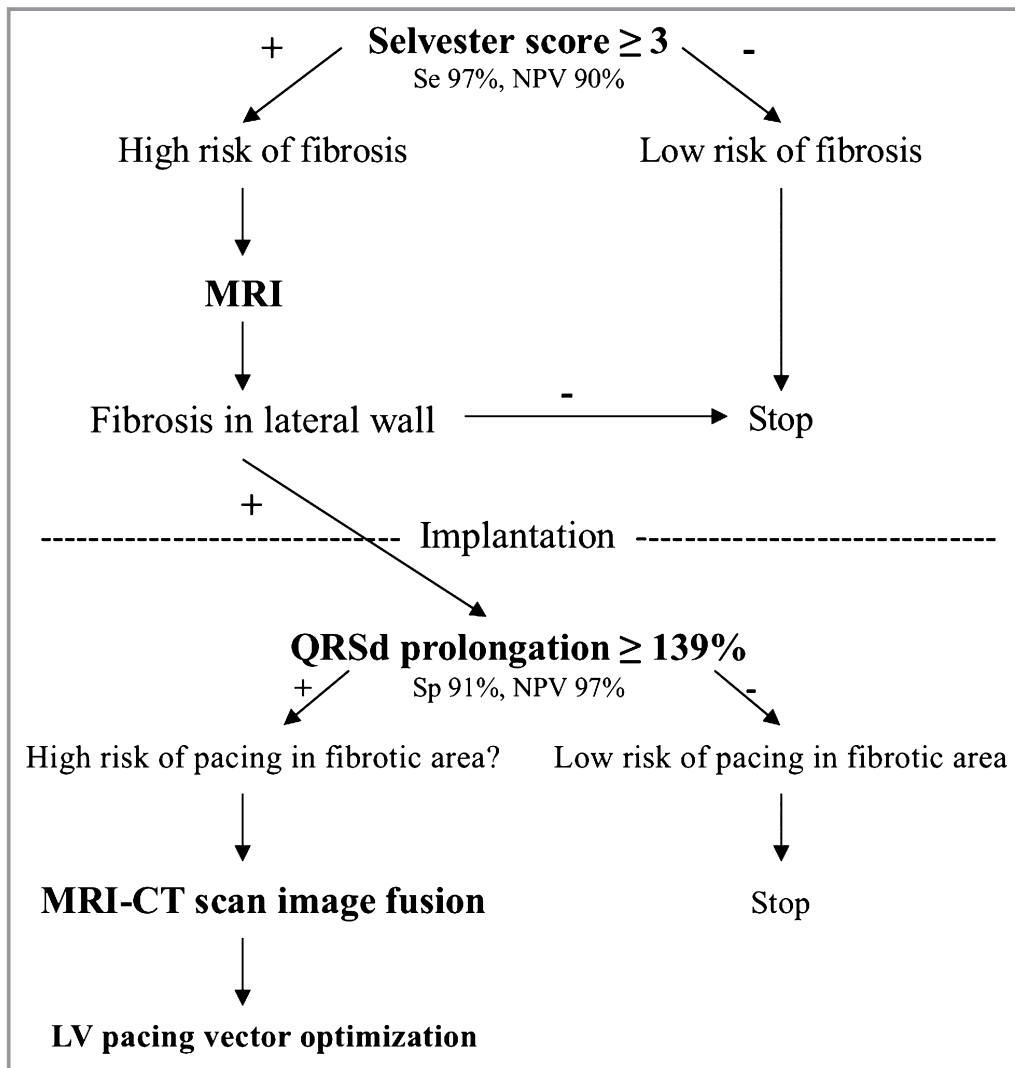 + Selvester score ≥ 3 -
Se 97%, NPV 90%
High risk of fibrosis Low risk of fibrosis
MRI
-
Fibrosis in lateral wall Stop
+
Implantation
QRSd prolongation ≥ 139%
+ Sp 91%, NPV 97% -
High risk of pacing in fibrotic area? Low risk of pacing in fibrotic area
MRI-CT scan image fusion Stop
LV pacing vector optimization